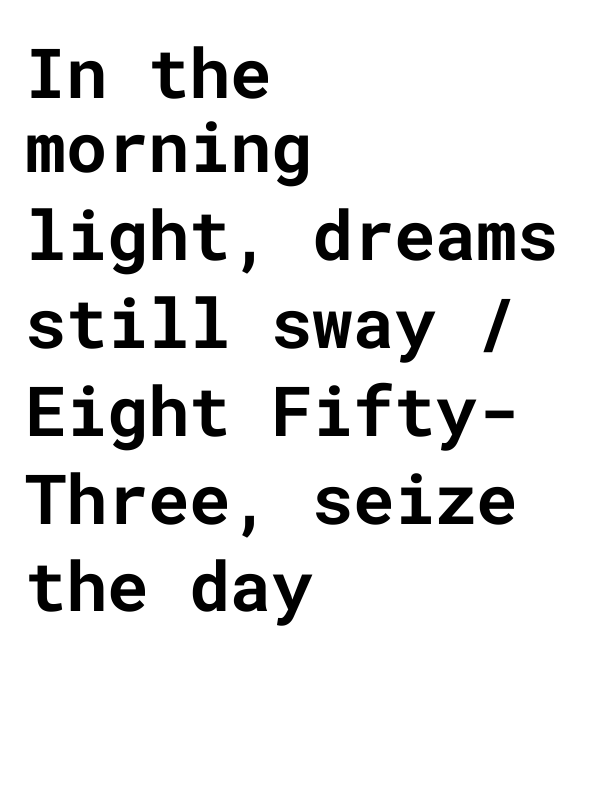 In the
morning
light, dreams
still sway /
Eight Fifty-
Three, seize
the day